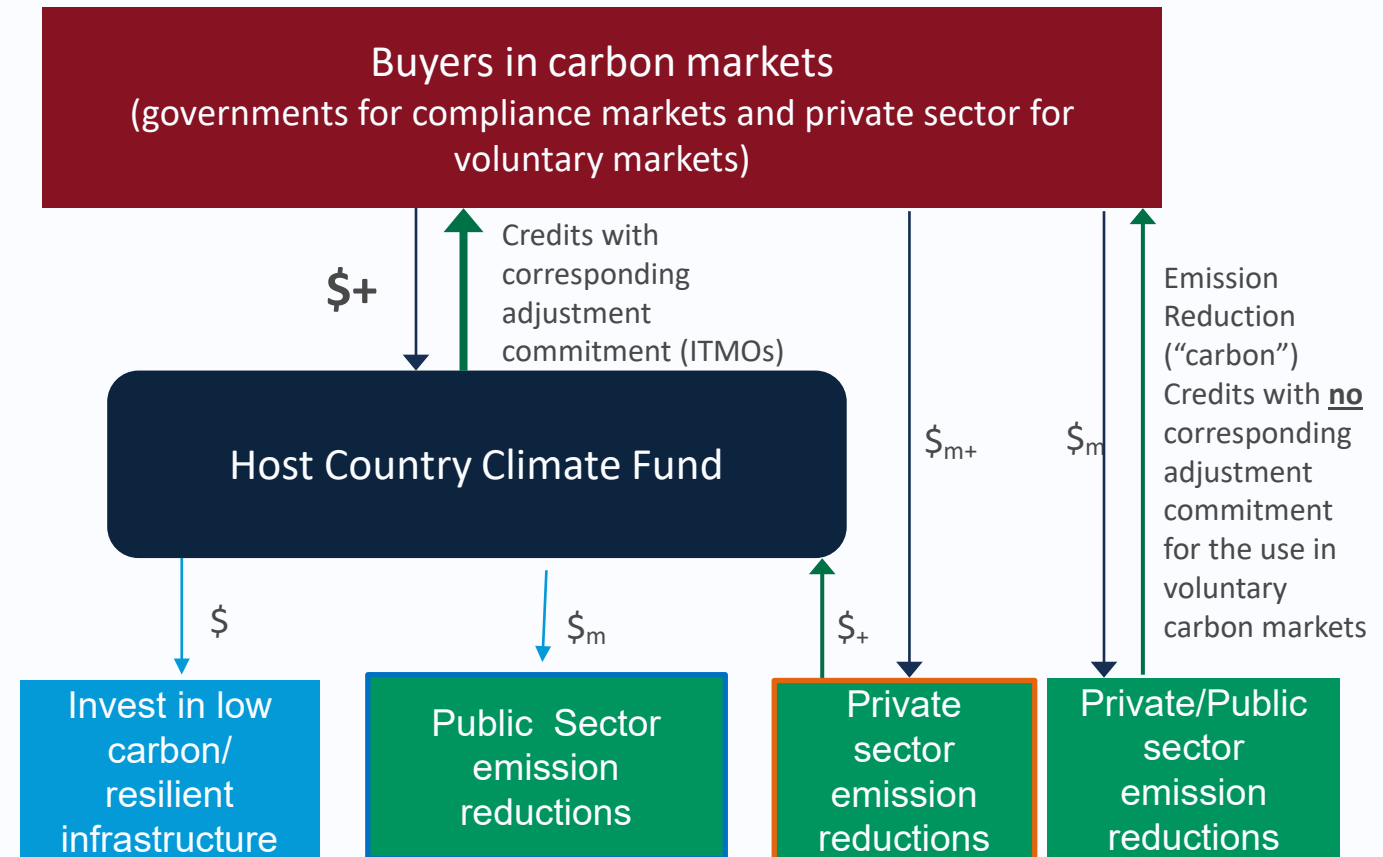 Buyers in carbon markets
(governments for compliance markets and private sector for
voluntary markets)
$+
Credits with
corresponding
adjustment
commitment (ITMOs)
Emission
Reduction
(“carbon”)
Credits with no
corresponding
adjustment
commitment
for the use in
voluntary
carbon markets
$m+
$m
Host Country Climate Fund
$
$m
$+
Invest in low
carbon/
resilient
infrastructure
Public Sector
emission
reductions
Private
sector
emission
reductions
Private/Public
sector
emission
reductions